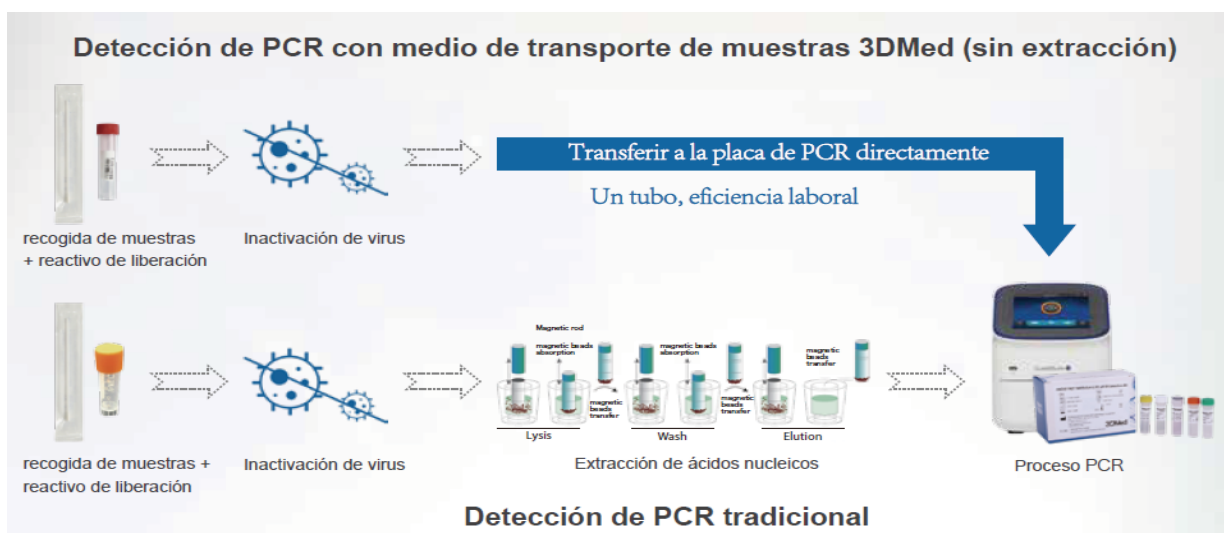 Detección de PCR con medio de transporte de muestras 3DMed (sin extracción)
Transferir a la placa de PCR directamente
Un tubo, eficiencia laboral
recogida de muestras
+ reactivo de liberación
Inactivación de virus
Magnetic rod
magnetic beads
absorption
magnetic beads
absorption
magnetic
beads
transfer
magnetic
beads
transfer
magnetic
beads
transfer
Lysis
Wash
Elution
3DMed
recogida de muestras +
reactivo de liberación
Inactivación de virus
Extracción de ácidos nucleicos
Proceso PCR
Detección de PCR tradicional